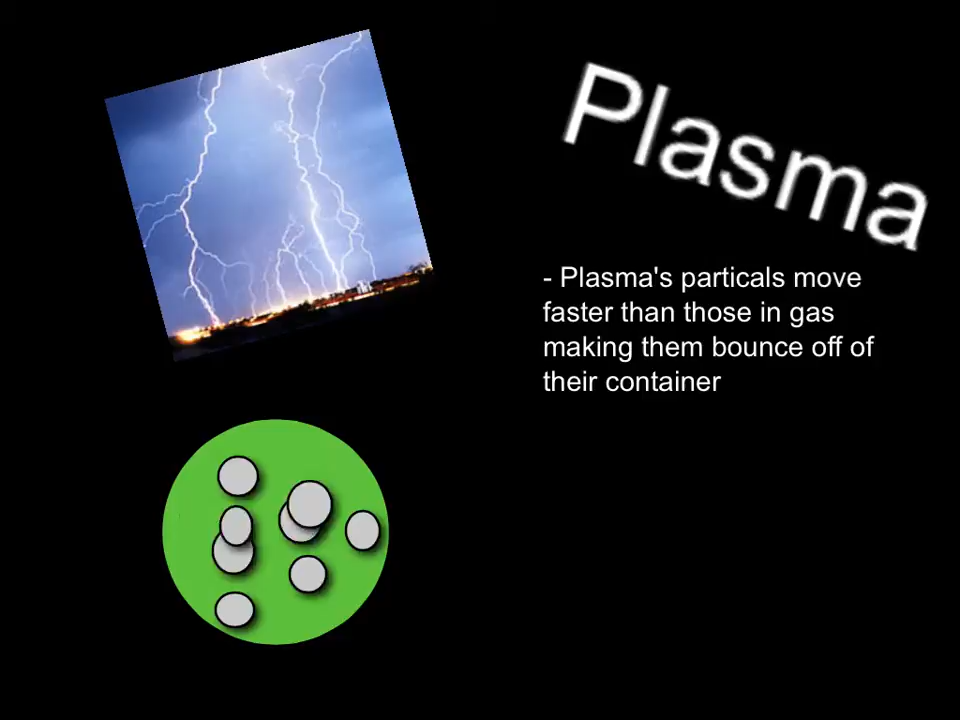 Plasma
- Plasma's particals move
faster than those in gas
making them bounce off of
their container